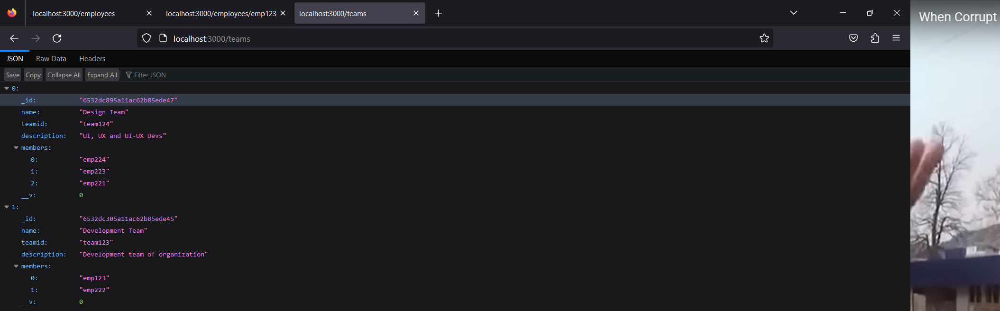 localhost:3000/employees localhost:3000/employees/emp123 localhost:3000/teams
When Corrupt
localhost:3000/teams
JSON Raw Data Headers
Save Copy Collapse All Expand All Filter JSON
0:
_id: "6532dc895a11ac62b85ede47"
name: "Design Team"
teamid: "team124"
description: "UI, UX and UI-UX Devs"
members:
0: "emp224"
1: "emp223"
2: "emp221"
__v: 0
1:
_id: "6532dc305a11ac62b85ede45"
name: "Development Team"
teamid: "team123"
description: "Development team of organization"
members:
0: "emp123"
1: "emp222"
__v: 0